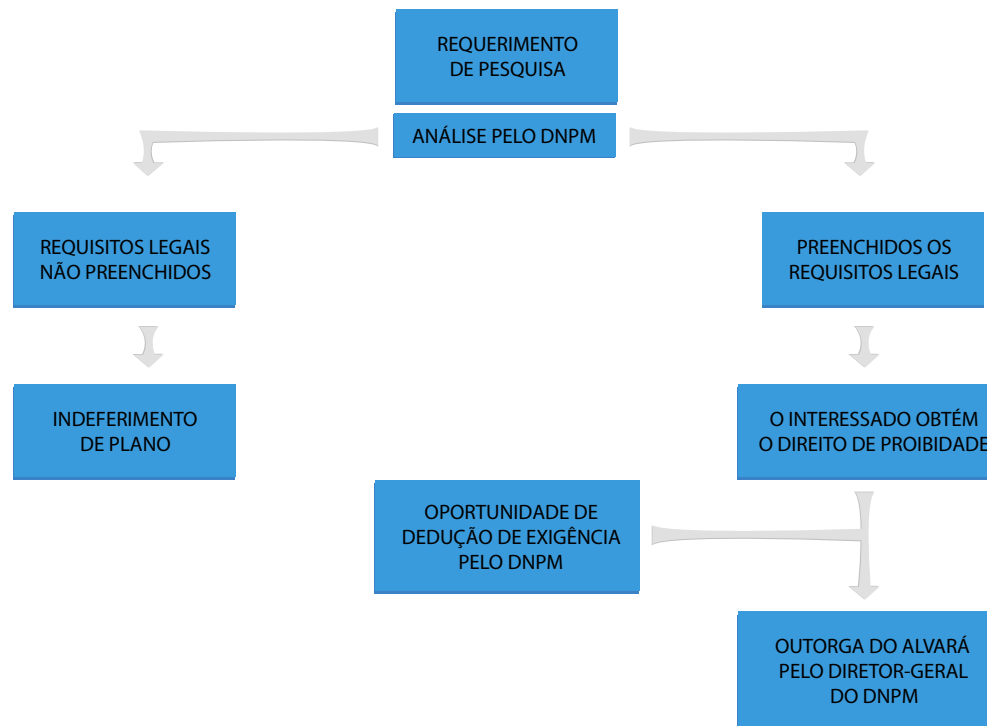 REQUERIMENTO
DE PESQUISA
ANÁLISE PELO DNPM
REQUISITOS LEGAIS
NÃO PREENCHIDOS
PREENCHIDOS OS
REQUISITOS LEGAIS
INDEFERIMENTO
DE PLANO
O INTERESSADO OBTÉM
O DIREITO DE PROIBIDADE
OPORTUNIDADE DE
DEDUÇÃO DE EXIGÊNCIA
PELO DNPM
OUTORGA DO ALVARÁ
PELO DIRETOR-GERAL
DO DNPM